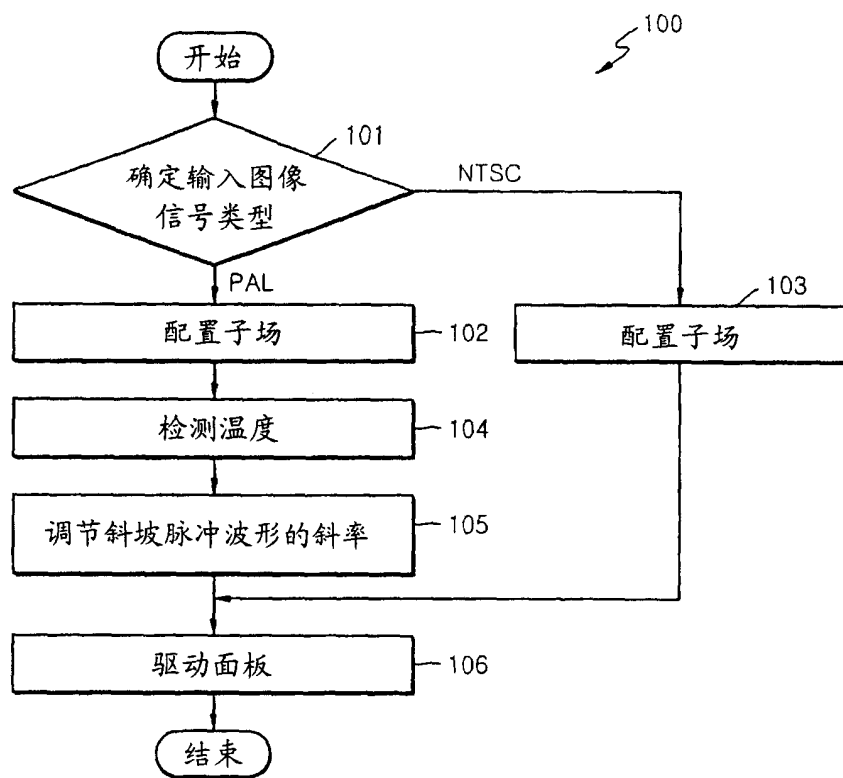 100
开始
101
确定输入图像
信号类型
NTSC
PAL
配置子场
102
103
配置子场
检测温度
104
调节斜坡脉冲波形的斜率
105
驱动面板
106
结束